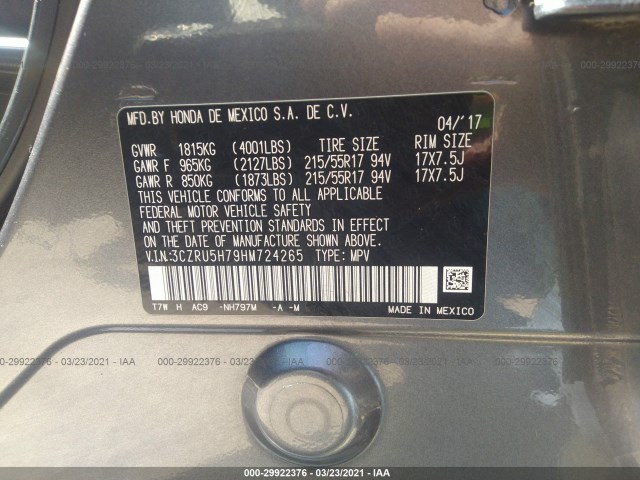 000-29922376 - 03/23/2021 - IAA
MFD.BY HONDA DE MEXICO S.A. DE C.V. 04/'17
GVWR 1815KG (4001LBS) TIRE SIZE RIM SIZE
GAWR F 965KG (2127LBS) 215/55R17 94V 17X7.5J
GAWR R 850KG (1873LBS) 215/55R17 94V 17X7.5J
THIS VEHICLE CONFORMS TO ALL APPLICABLE
FEDERAL MOTOR VEHICLE SAFETY
AND THEFT PREVENTION STANDARDS IN EFFECT
ON THE DATE OF MANUFACTURE SHOWN ABOVE.
V.I.N:3CZRU5H79HM724265 TYPE: MPV
T7W H AC9 -NH797M -A -M MADE IN MEXICO
000-29922376 - 03/23/2021 - IAA
000-29922376 - 03/23/2021 - IAA
000-29922376 - 03/23/2021 - IAA